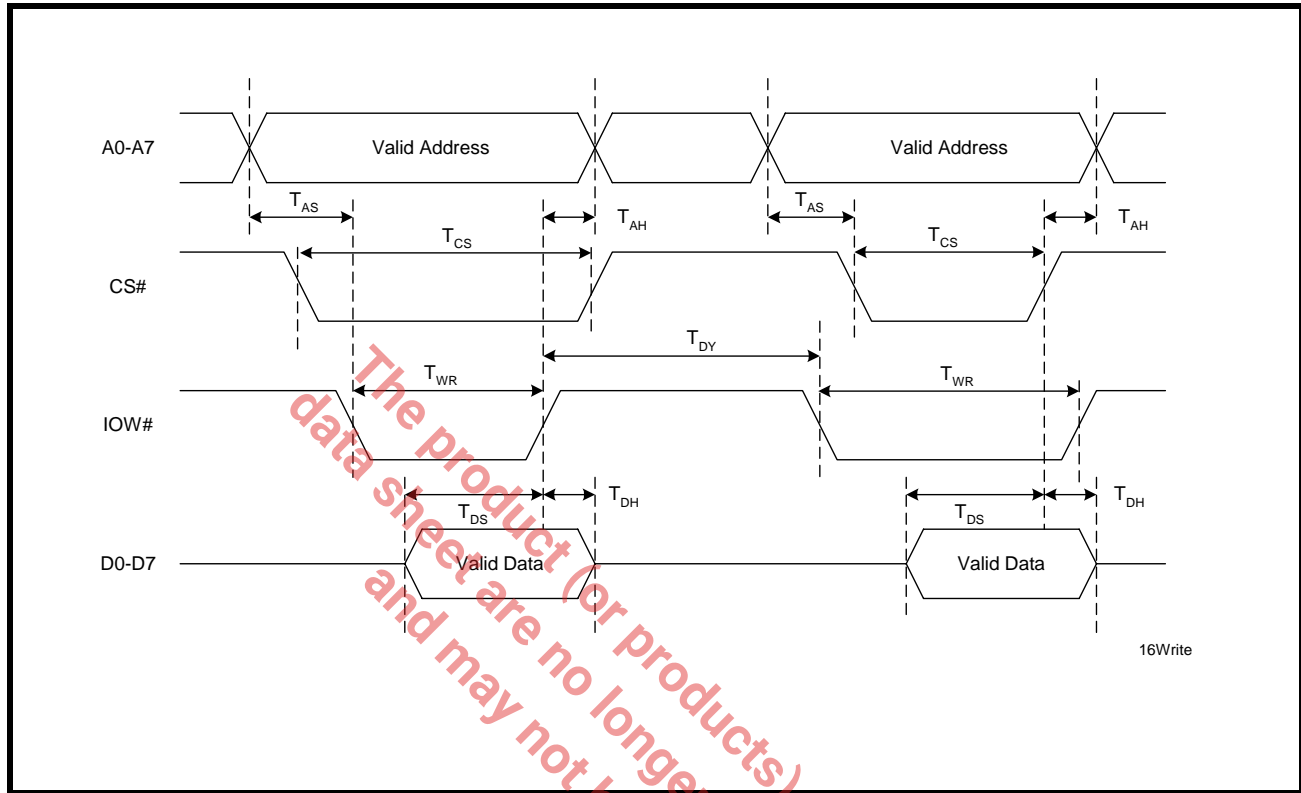 A0-A7 Valid Address Valid Address
TAS TAH TAS TAH
TCS TCS
CS#
TDY
TWR TWR
IOW#
TDS TDH TDS TDH
D0-D7 Valid Data Valid Data
16Write
The product (or products)
data sheet are no longer
and may not